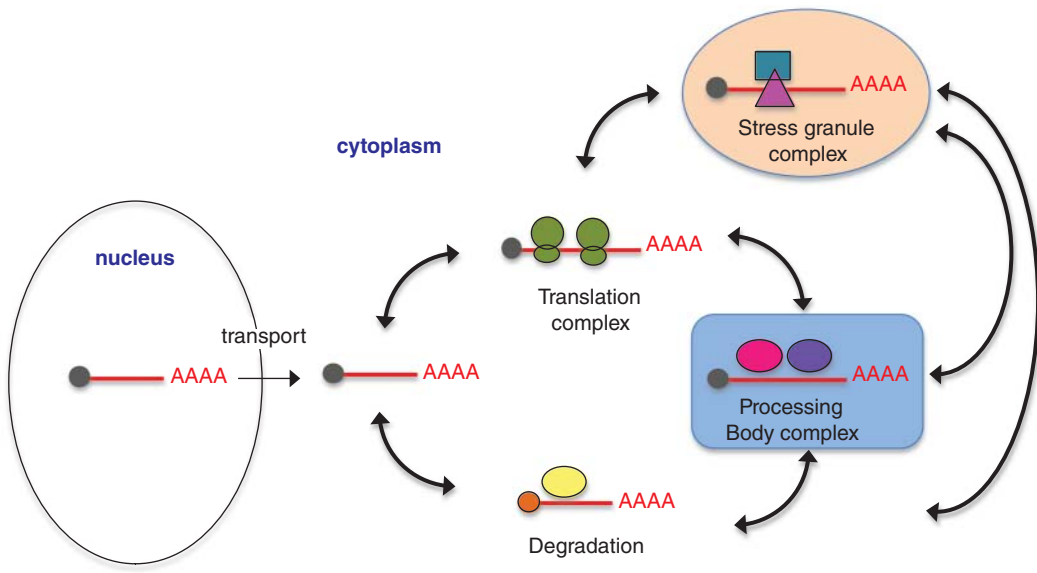 AAAA
Stress granule
complex
cytoplasm
nucleus
AAAA
Translation
complex
transport
AAAA
AAAA
AAAA
Processing
Body complex
AAAA
Degradation